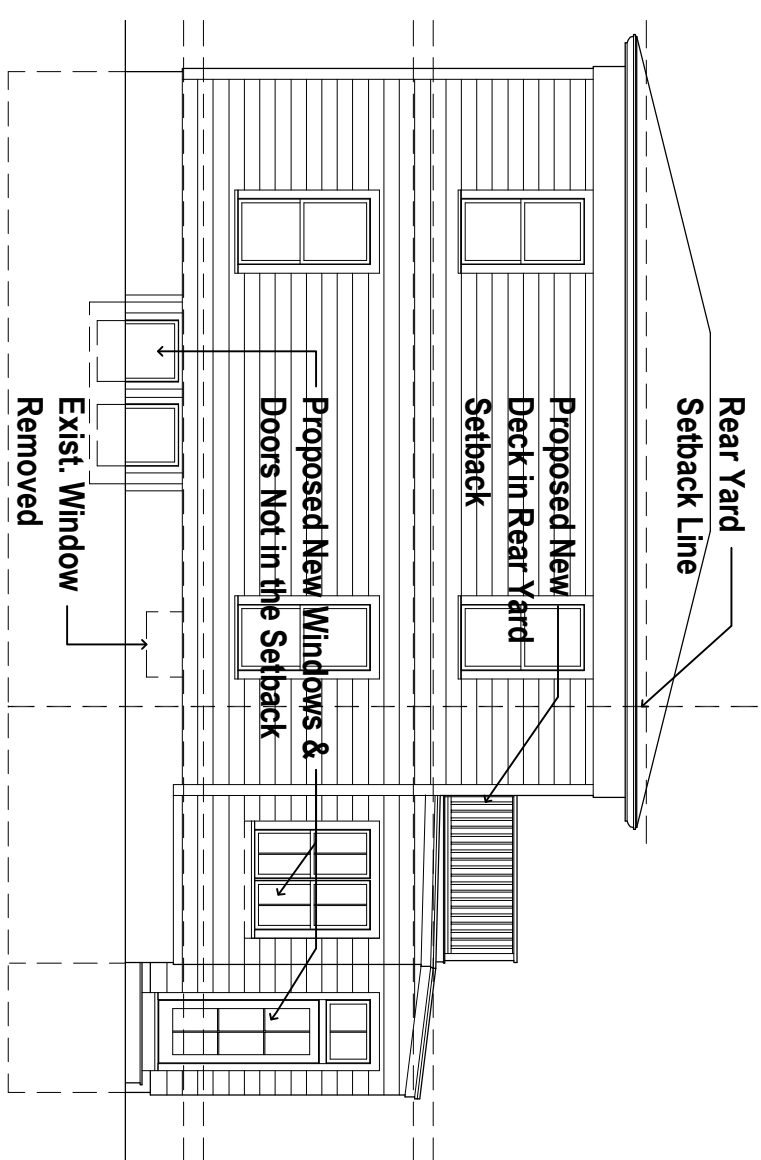 Rear Yard
Setback Line
Proposed New
Deck in Rear Yard
Setback
Proposed New Windows &
Doors Not in the Setback
Exist. Window
Removed